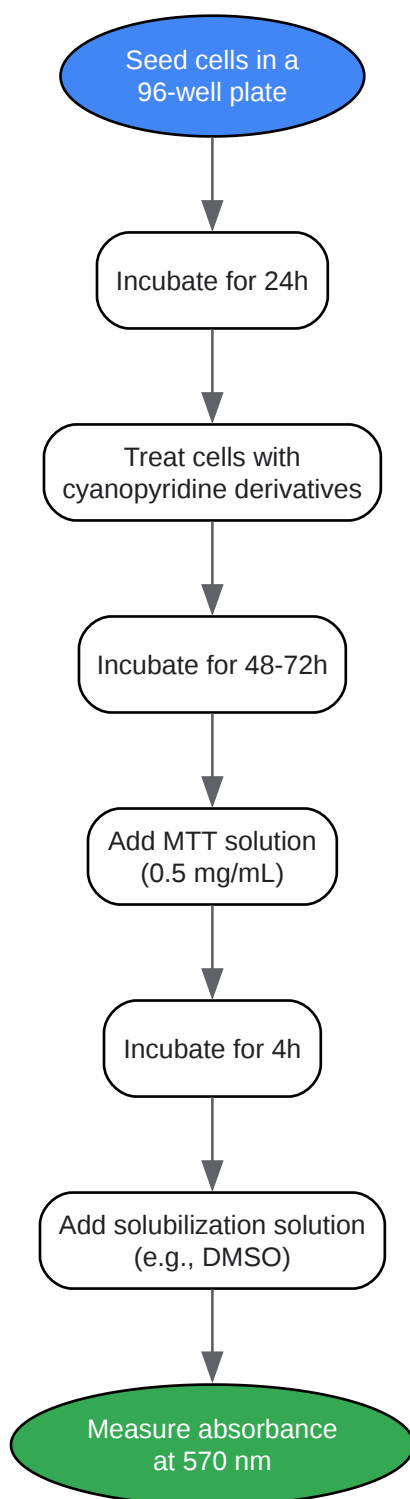 Seed cells in a
96-well plate
Incubate for 24h
Treat cells with
cyanopyridine derivatives
Incubate for 48-72h
Add MTT solution
(0.5 mg/mL)
Incubate for 4h
Add solubilization solution
(e.g., DMSO)
Measure absorbance
at 570 nm